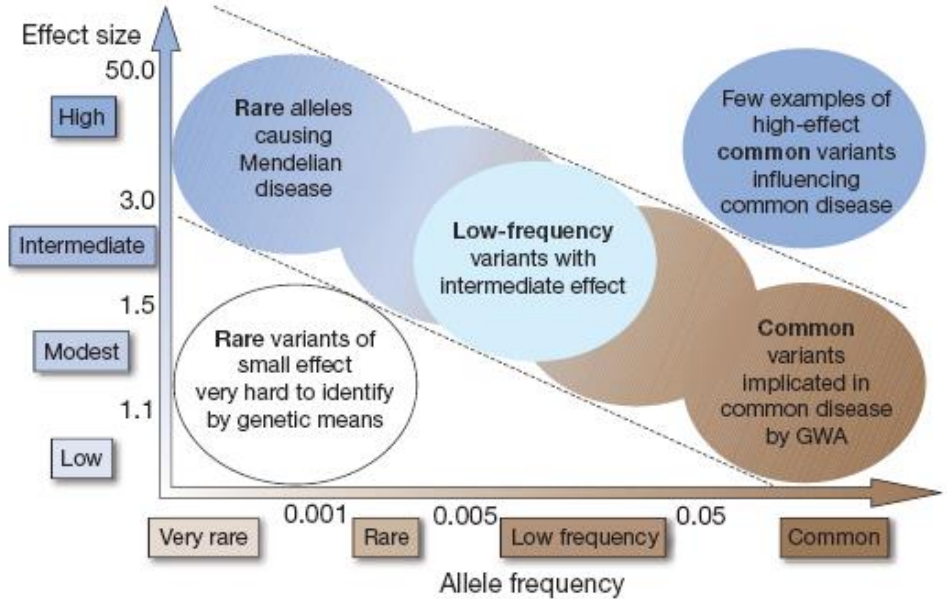 Effect size
50.0
High
3.0
Intermediate
1.5
Modest
1.1
Low
Rare alleles
causing
Mendelian
disease
Few examples of
high-effect
common variants
influencing
common disease
Low-frequency
variants with
intermediate effect
Rare variants of
small effect
very hard to identify
by genetic means
Common
variants
implicated in
common disease
by GWA
0.001
0.005
0.05
Very rare
Rare
Low frequency
Common
Allele frequency